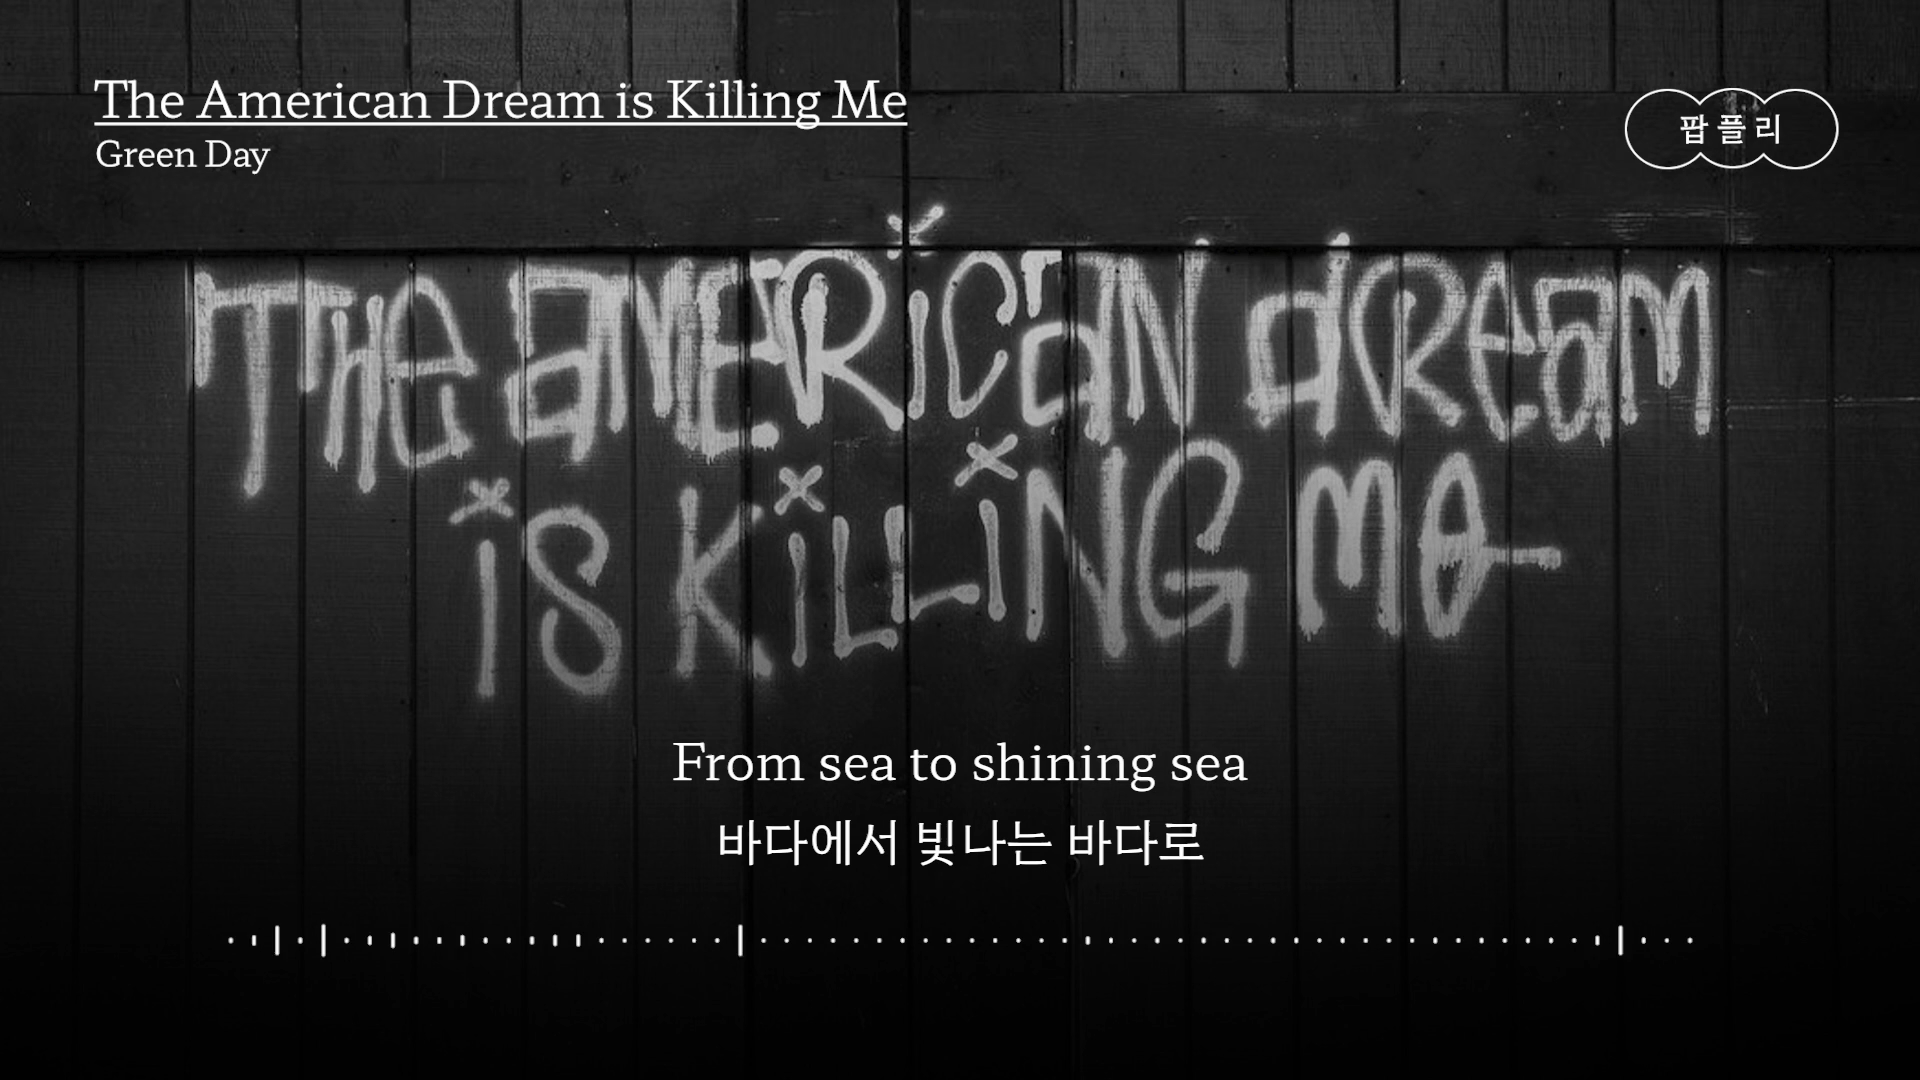 The American Dream is Killing Me
Green Day
팝플리
THE AMERiCaN dReaM
iS KiLLiNG Me
From sea to shining sea
바다에서 빛나는 바다로